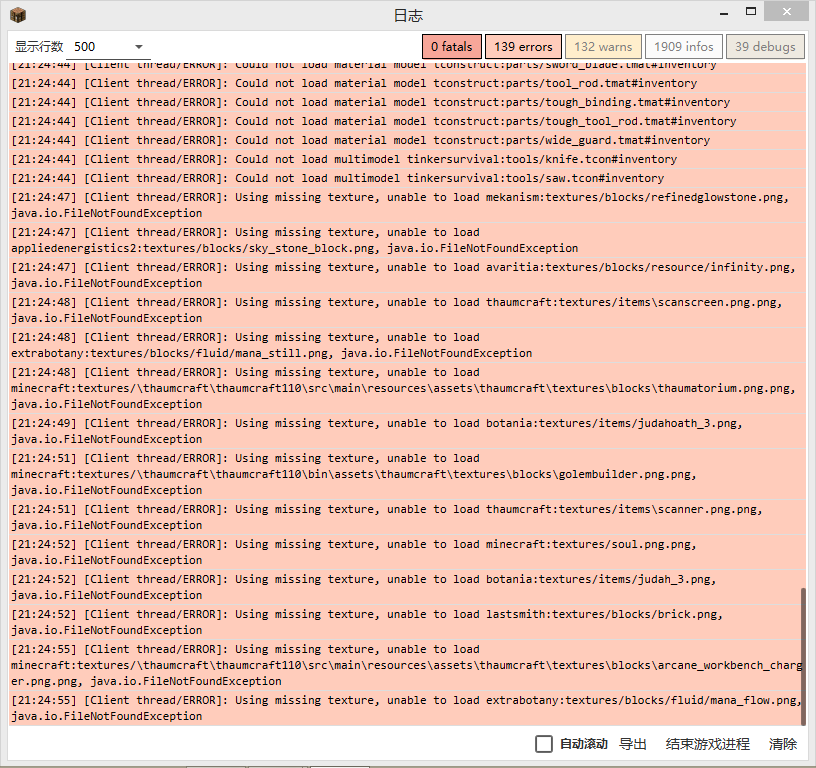 日志
显示行数 500
0 fatals 139 errors 132 warns 1909 infos 39 debugs
[21:24:44] [Client thread/ERROR]: Could not load material model tconstruct:parts/sword_blade.tmat#inventory
[21:24:44] [Client thread/ERROR]: Could not load material model tconstruct:parts/tool_rod.tmat#inventory
[21:24:44] [Client thread/ERROR]: Could not load material model tconstruct:parts/tough_binding.tmat#inventory
[21:24:44] [Client thread/ERROR]: Could not load material model tconstruct:parts/tough_tool_rod.tmat#inventory
[21:24:44] [Client thread/ERROR]: Could not load material model tconstruct:parts/wide_guard.tmat#inventory
[21:24:44] [Client thread/ERROR]: Could not load multimodel tinkersurvival:tools/knife.tcon#inventory
[21:24:44] [Client thread/ERROR]: Could not load multimodel tinkersurvival:tools/saw.tcon#inventory
[21:24:47] [Client thread/ERROR]: Using missing texture, unable to load mekanism:textures/blocks/refinedglowstone.png,
java.io.FileNotFoundException
[21:24:47] [Client thread/ERROR]: Using missing texture, unable to load
appliedenergistics2:textures/blocks/sky_stone_block.png, java.io.FileNotFoundException
[21:24:47] [Client thread/ERROR]: Using missing texture, unable to load avaritia:textures/blocks/resource/infinity.png,
java.io.FileNotFoundException
[21:24:48] [Client thread/ERROR]: Using missing texture, unable to load thaumcraft:textures/items\scanscreen.png.png,
java.io.FileNotFoundException
[21:24:48] [Client thread/ERROR]: Using missing texture, unable to load
extrabotany:textures/blocks/fluid/mana_still.png, java.io.FileNotFoundException
[21:24:48] [Client thread/ERROR]: Using missing texture, unable to load
minecraft:textures/\thaumcraft\thaumcraft110\src\main\resources\assets\thaumcraft\textures\blocks\thaumatorium.png.png,
java.io.FileNotFoundException
[21:24:49] [Client thread/ERROR]: Using missing texture, unable to load botania:textures/items/judahoath_3.png,
java.io.FileNotFoundException
[21:24:51] [Client thread/ERROR]: Using missing texture, unable to load
minecraft:textures/\thaumcraft\thaumcraft110\bin\assets\thaumcraft\textures\blocks\golembuilder.png.png,
java.io.FileNotFoundException
[21:24:51] [Client thread/ERROR]: Using missing texture, unable to load thaumcraft:textures/items\scanner.png.png,
java.io.FileNotFoundException
[21:24:52] [Client thread/ERROR]: Using missing texture, unable to load minecraft:textures/soul.png.png,
java.io.FileNotFoundException
[21:24:52] [Client thread/ERROR]: Using missing texture, unable to load botania:textures/items/judah_3.png,
java.io.FileNotFoundException
[21:24:52] [Client thread/ERROR]: Using missing texture, unable to load lastsmith:textures/blocks/brick.png,
java.io.FileNotFoundException
[21:24:55] [Client thread/ERROR]: Using missing texture, unable to load
minecraft:textures/\thaumcraft\thaumcraft110\src\main\resources\assets\thaumcraft\textures\blocks\arcane_workbench_charg
er.png.png, java.io.FileNotFoundException
[21:24:55] [Client thread/ERROR]: Using missing texture, unable to load extrabotany:textures/blocks/fluid/mana_flow.png,
java.io.FileNotFoundException
自动滚动 导出 结束游戏进程 清除